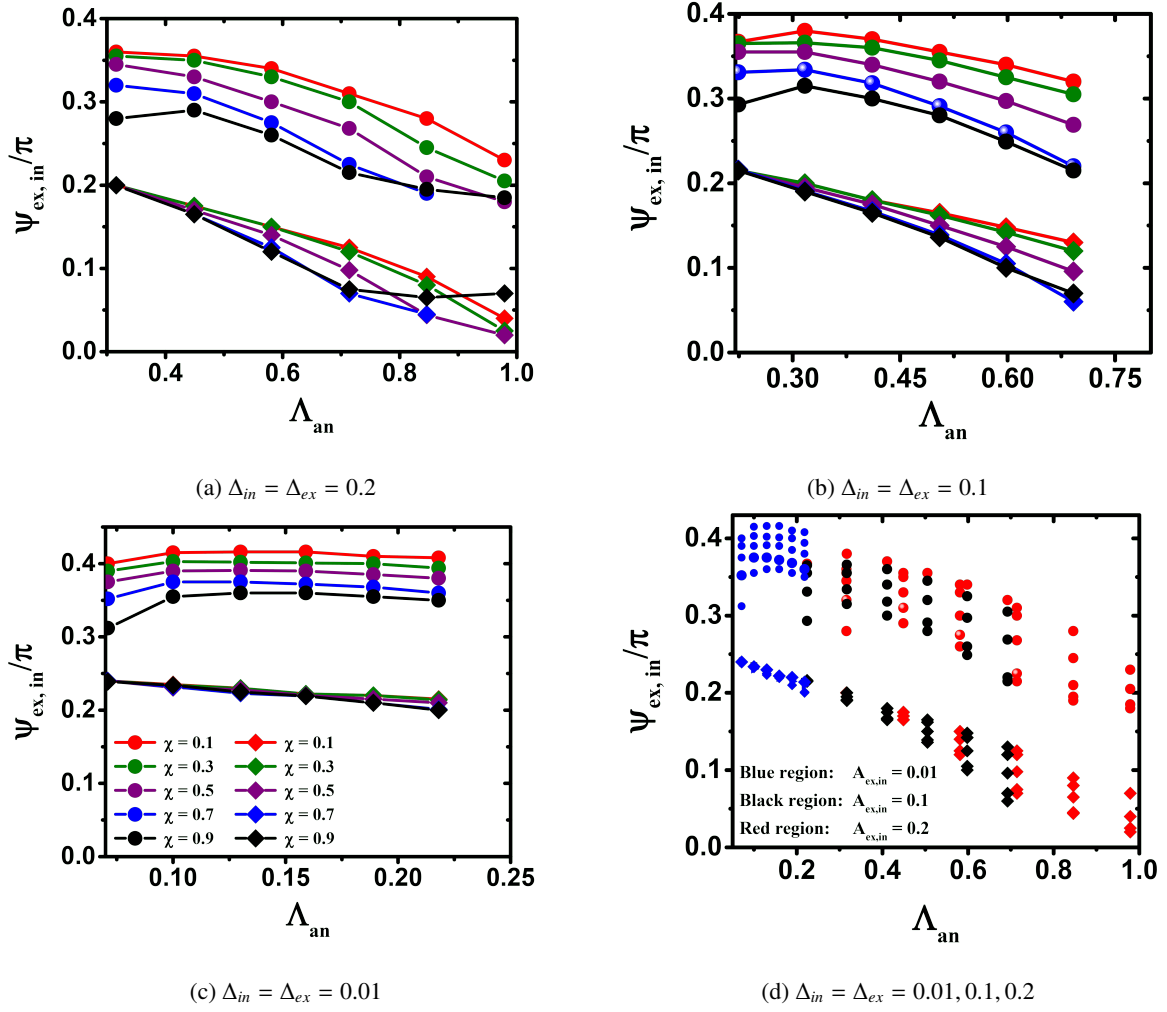 0.4
0.3
0.2
0.1
0.0
ψex, in/π
0.4 0.6 0.8 1.0
Λan
(a) Δin = Δex = 0.2
0.4
0.3
0.2
0.1
0.0
ψex, in/π
0.30 0.45 0.60 0.75
Λan
(b) Δin = Δex = 0.1
0.4
0.3
0.2
0.1
0.0
ψex, in/π
χ = 0.1 χ = 0.1
χ = 0.3 χ = 0.3
χ = 0.5 χ = 0.5
χ = 0.7 χ = 0.7
χ = 0.9 χ = 0.9
0.10 0.15 0.20 0.25
Λan
(c) Δin = Δex = 0.01
0.4
0.3
0.2
0.1
0.0
ψex, in/π
Blue region: Aex,in = 0.01
Black region: Aex,in = 0.1
Red region: Aex,in = 0.2
0.2 0.4 0.6 0.8 1.0
Λan
(d) Δin = Δex = 0.01, 0.1, 0.2